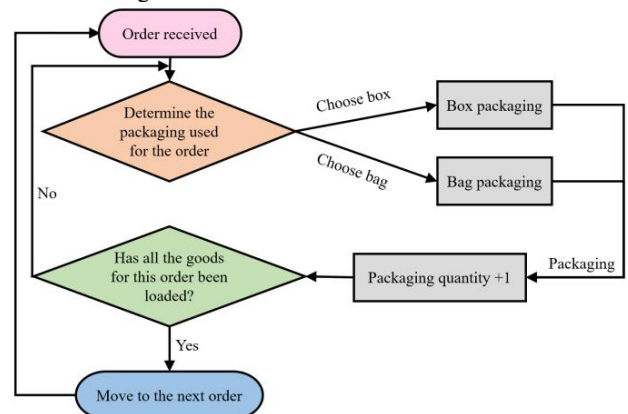 Order received
Determine the
packaging used
for the order
Choose box
Choose bag
Box packaging
Bag packaging
No
Packaging
Packaging quantity +1
Has all the goods
for this order been
loaded?
Yes
Move to the next order